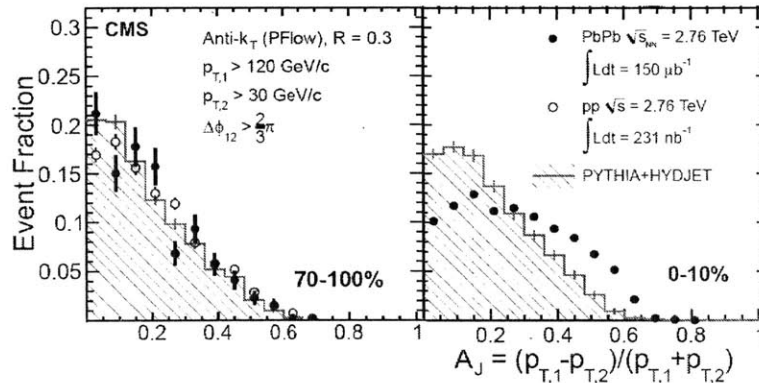 CMS
Anti-k_T (PFlow), R = 0.3
p_T,1 > 120 GeV/c
p_T,2 > 30 GeV/c
Δϕ_12 > 2/3 π
70-100%
Event Fraction
0.3
0.25
0.2
0.15
0.1
0.05
0.2 0.4 0.6 0.8 1
PbPb √s_NN = 2.76 TeV
∫Ldt = 150 μb⁻¹
pp √s = 2.76 TeV
∫Ldt = 231 nb⁻¹
PYTHIA+HYDJET
0-10%
0.2 0.4 0.6 0.8 1
A_J = (p_T,1-p_T,2)/(p_T,1+p_T,2)